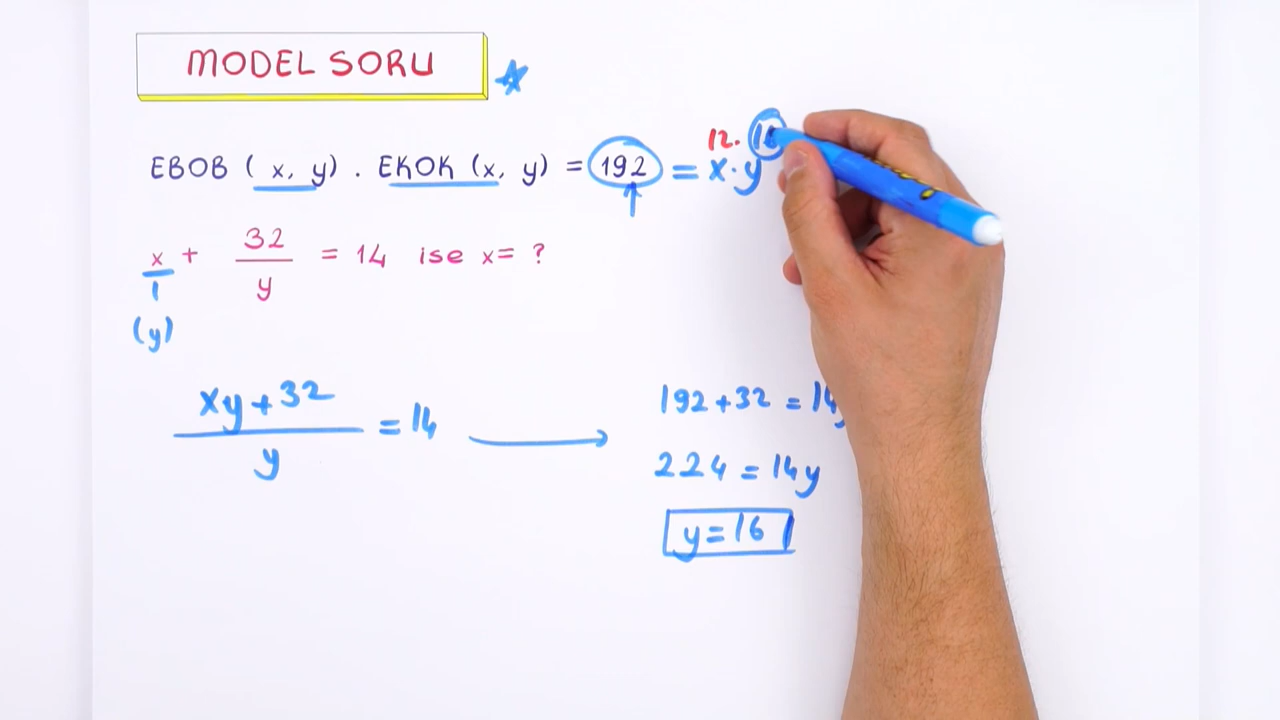 MODEL SORU
EBOB ( x, y) . EKOK (x, y) = 192 = x·y
12.
x/1 + 32/y = 14 ise x= ?
(y)
xy+32/y = 14
192+32 = 14
224 = 14y
y=16